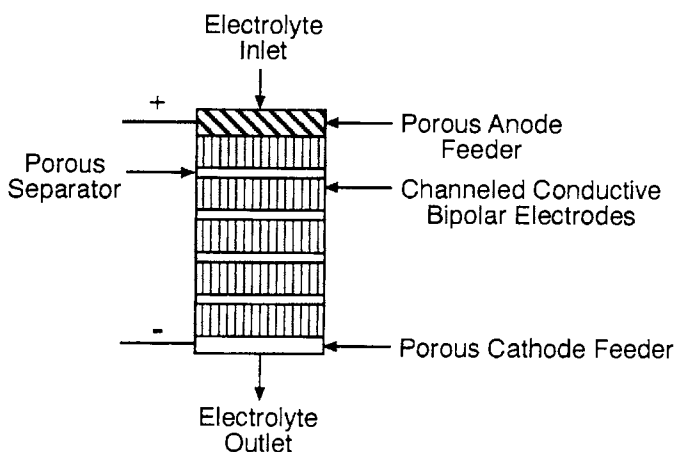 Electrolyte
Inlet
+
Porous Anode
Feeder
Porous
Separator
Channeled Conductive
Bipolar Electrodes
-
Porous Cathode Feeder
Electrolyte
Outlet